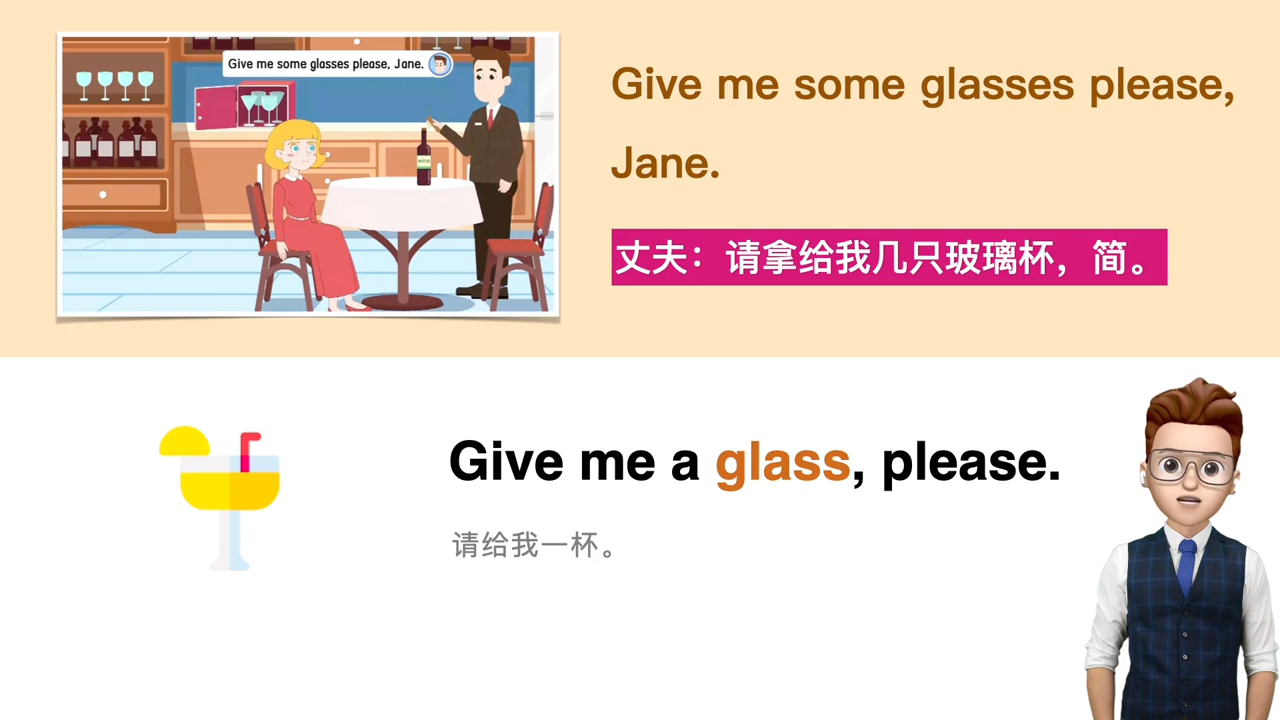 Give me some glasses please, Jane.
wine
Give me some glasses please,
Jane.
丈夫：请拿给我几只玻璃杯，简。
Give me a glass, please.
请给我一杯。